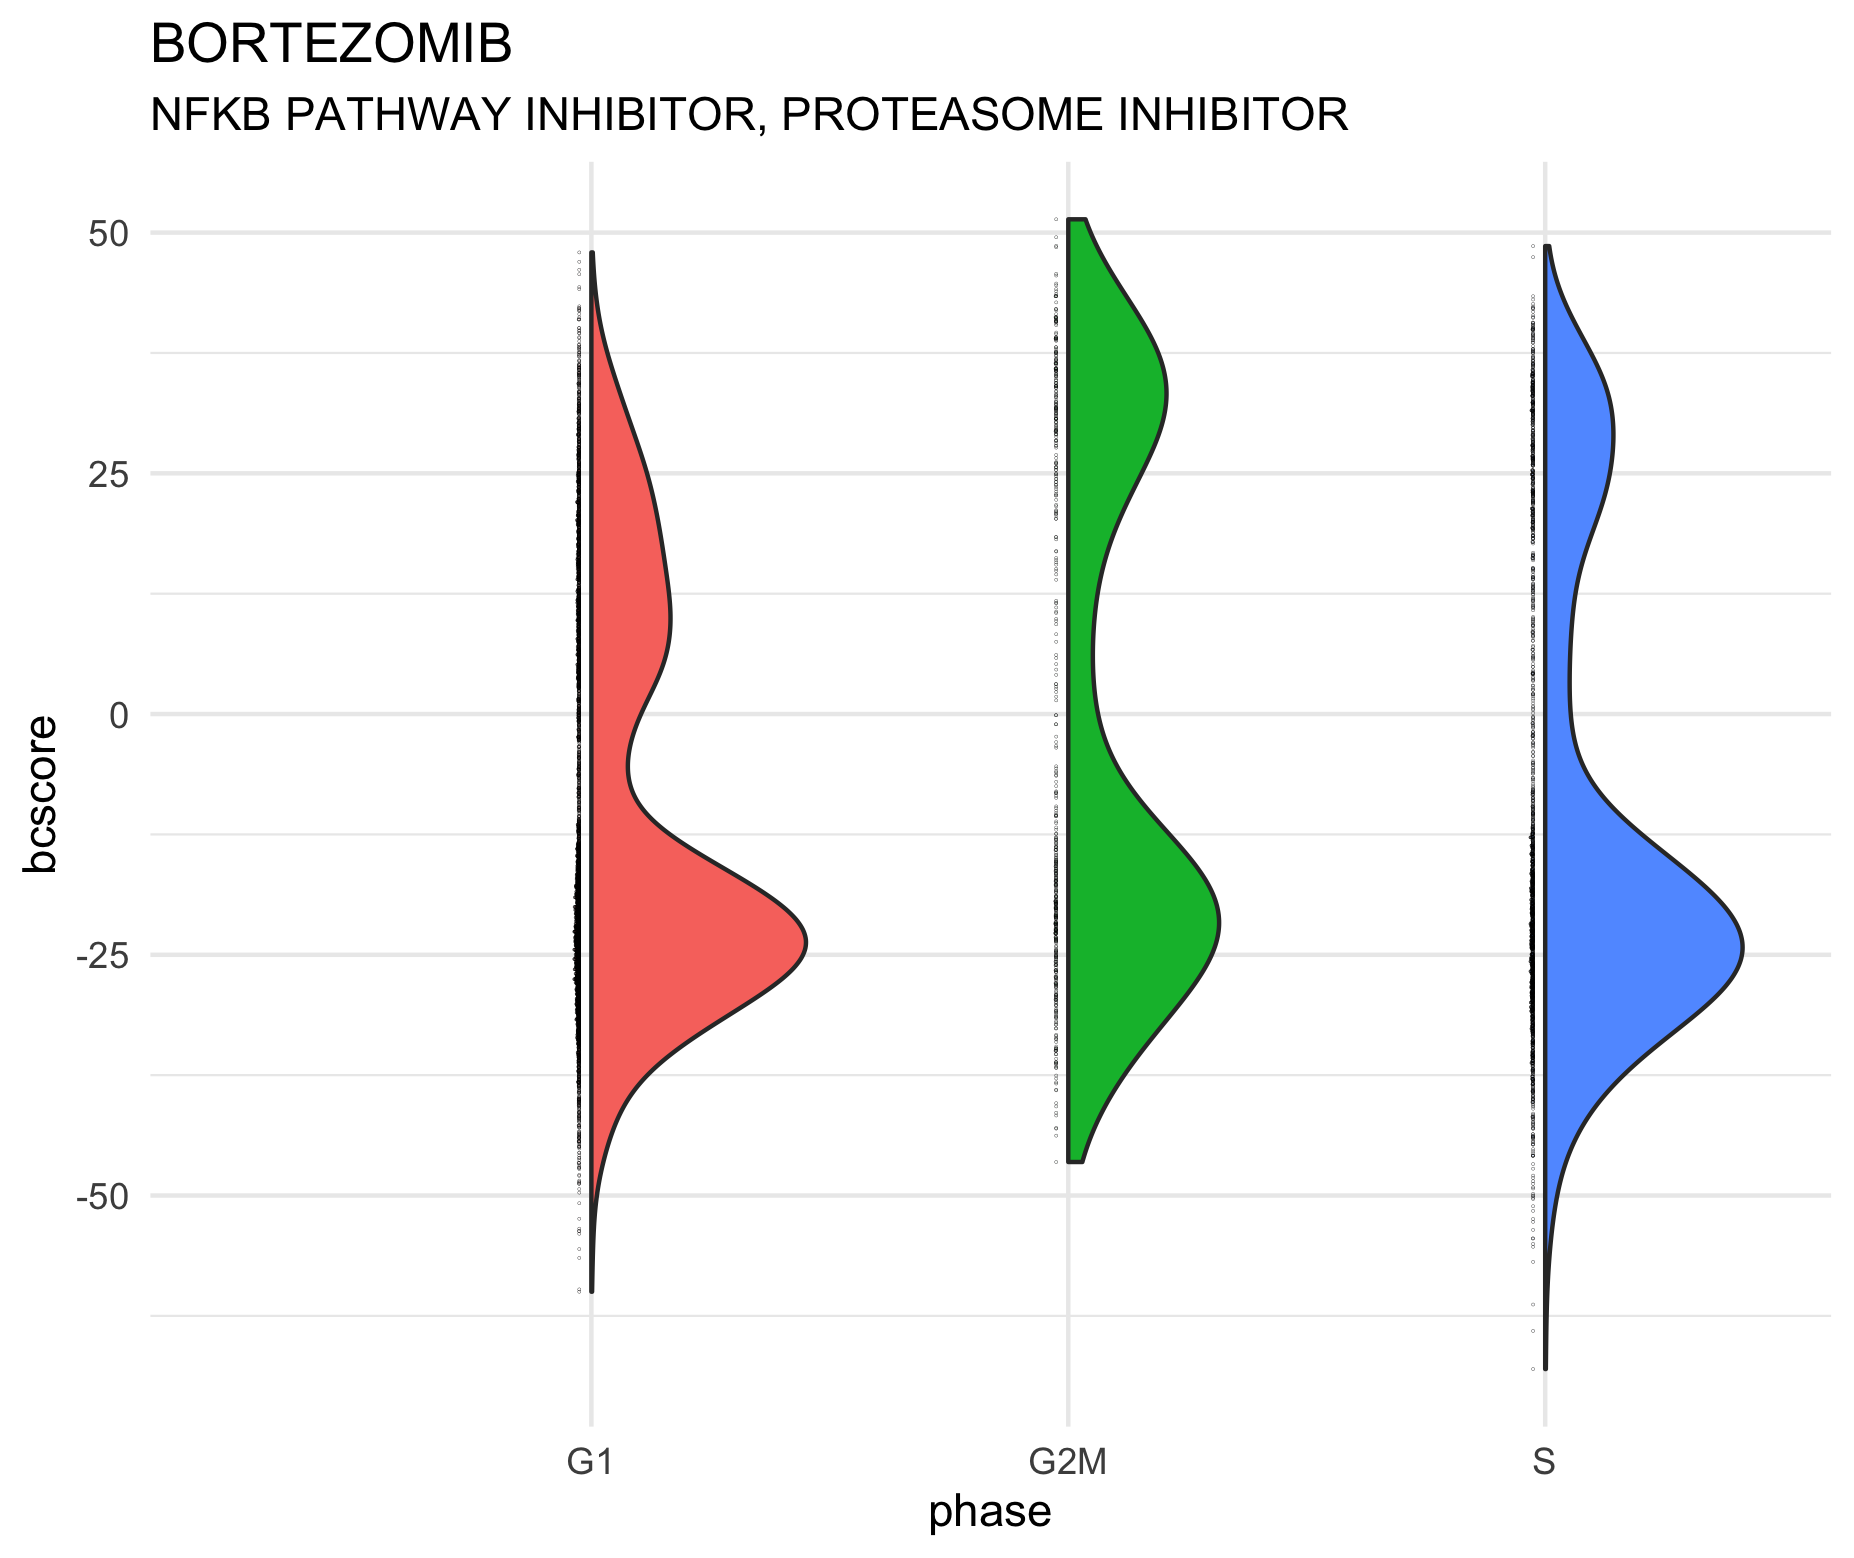 BORTEZOMIB
NFKB PATHWAY INHIBITOR, PROTEASOME INHIBITOR
50
25
0
-25
-50
bcscore
G1 G2M S
phase